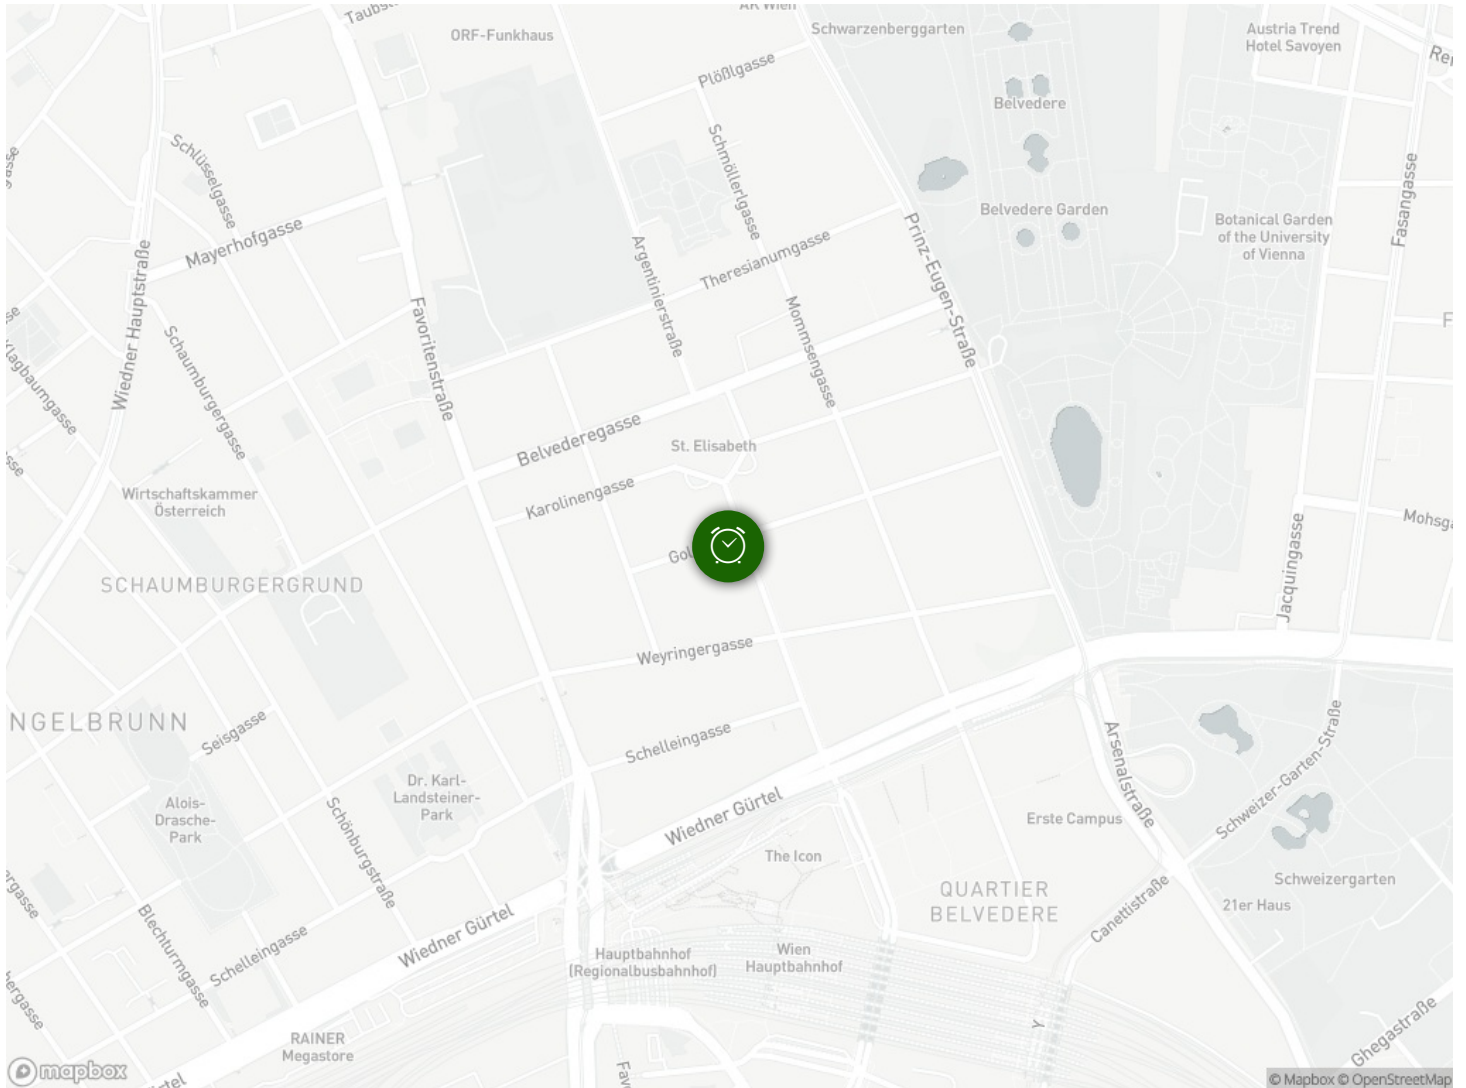 AK Wien
Taubst
ORF-Funkhaus
Schwarzenberggarten
Austria Trend
Hotel Savoyen
Plößlgasse
Belvedere
Schlüsselgasse
Schmöllerlgasse
Fasangasse
Mayerhofgasse
Belvedere Garden
Botanical Garden
of the University
of Vienna
Argentinierstraße
Theresianumgasse
Prinz-Eugen-Straße
Wiedner Hauptstraße
Favoritenstraße
Mommsengasse
Schaumburgergasse
Klagbaumgasse
Belvederegasse
St. Elisabeth
Karolinengasse
Wirtschaftskammer
Österreich
Mohsga
Jacquingasse
Gol
SCHAUMBURGERGRUND
Weyringergasse
NGELBRUNN
Seisgasse
Schelleingasse
Arsenalstraße
Schweizer-Garten-Straße
Dr. Karl-
Landsteiner-
Park
Alois-
Drasche-
Park
Schönburgstraße
Wiedner Gürtel
Erste Campus
The Icon
QUARTIER
BELVEDERE
Schweizergarten
21er Haus
Canettistraße
Blechturmgasse
Schelleingasse
Wiedner Gürtel
Hauptbahnhof
(Regionalbusbahnhof)
Wien
Hauptbahnhof
RAINER
Megastore
Ghegastraße
Favo
mapbox
© Mapbox © OpenStreetMap